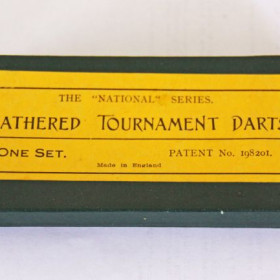 THE "NATIONAL" SERIES.
ATHERED TOURNAMENT DARTS
ONE SET. PATENT No. 198201.
Made in England